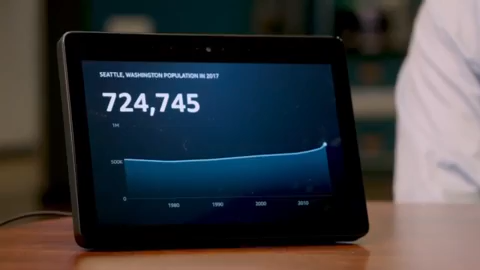 SEATTLE, WASHINGTON POPULATION IN 2017
724,745
1M
500k
0
1980 1990 2000 2010